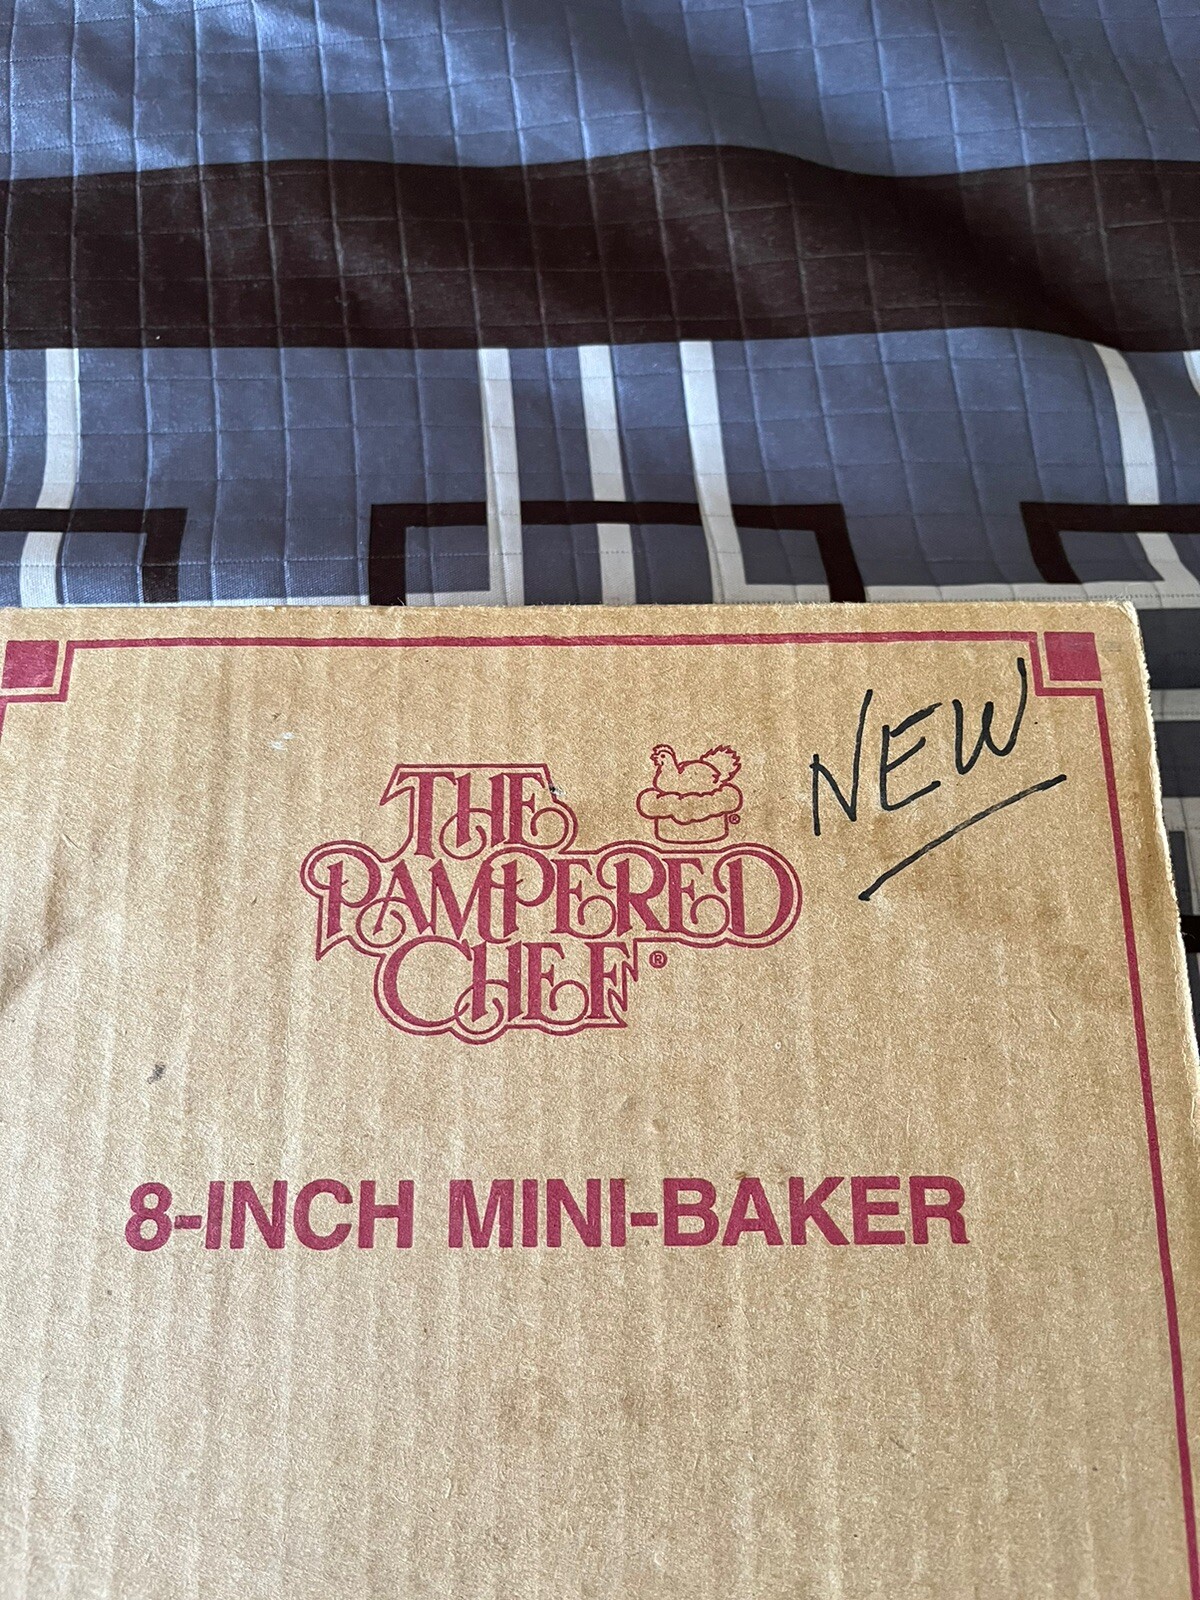 NEW
THE
PAMPERED
CHEF®
8-INCH MINI-BAKER